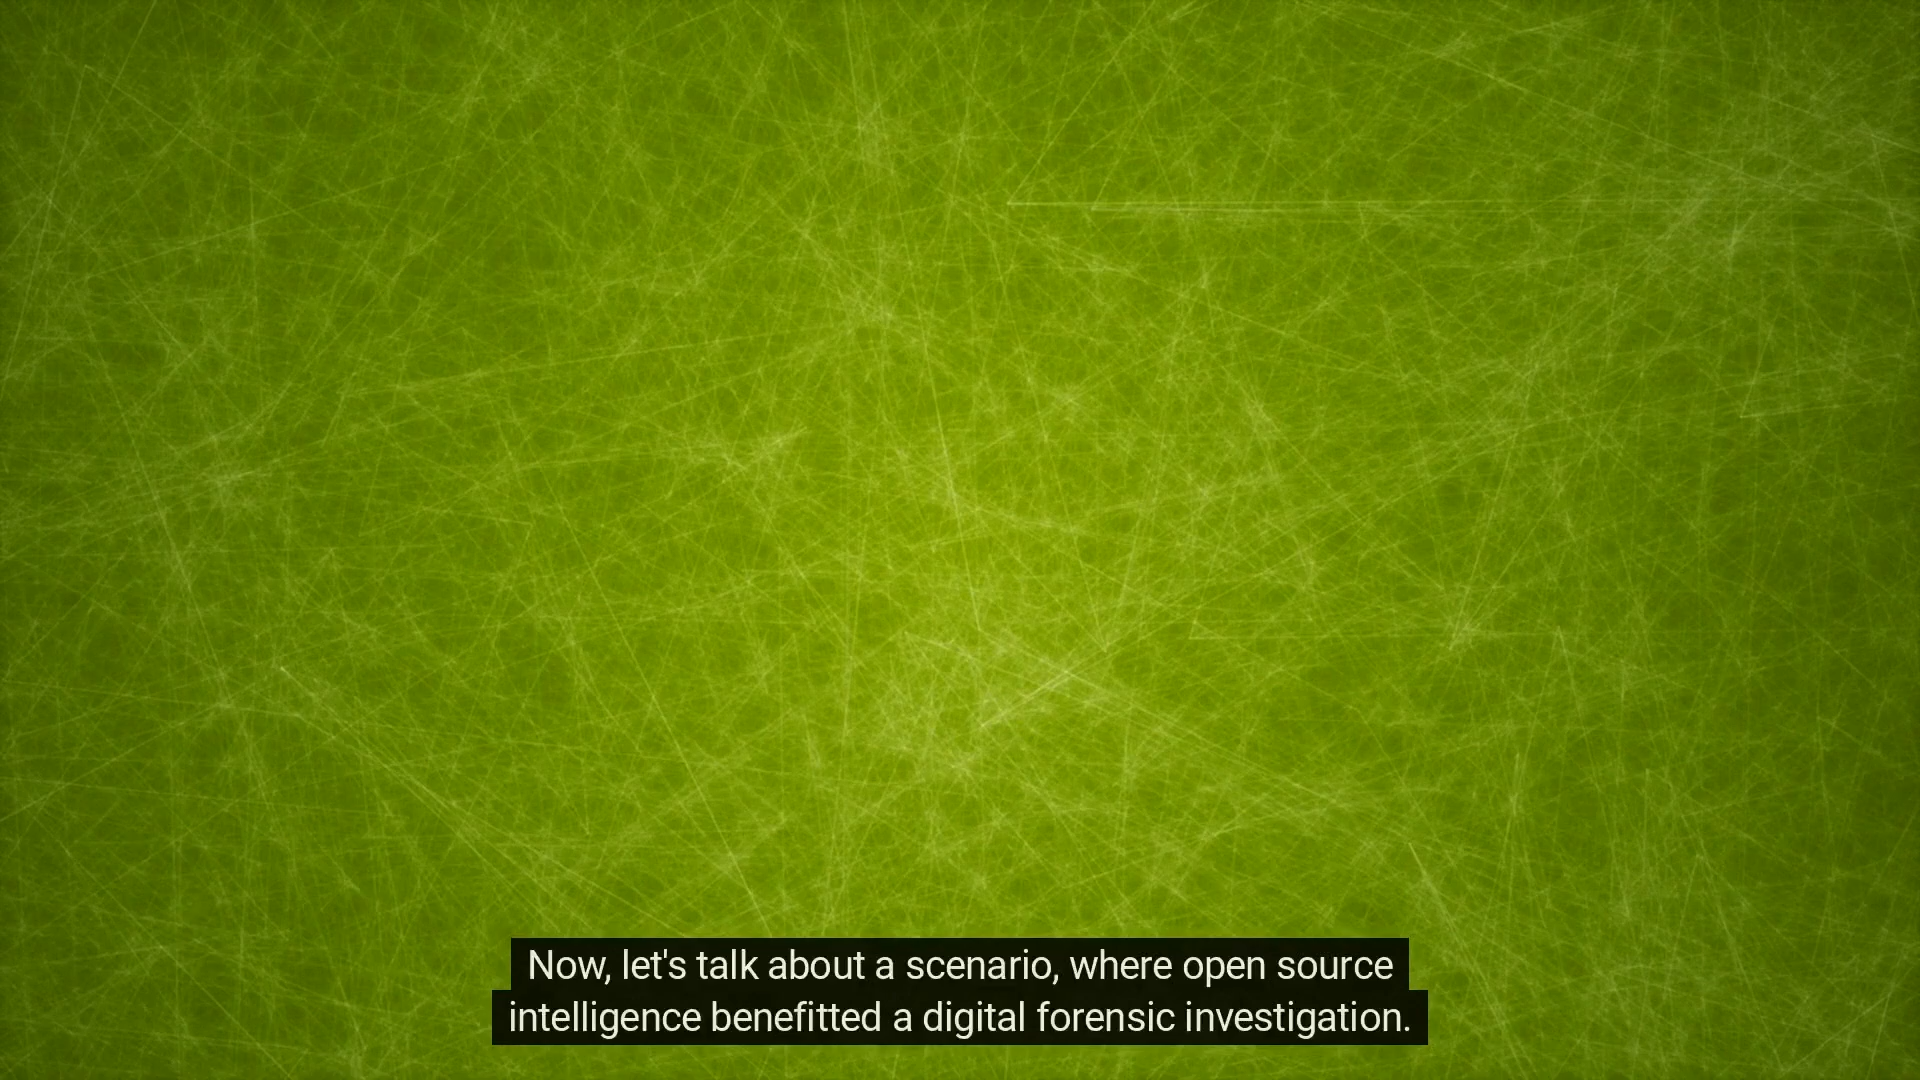 Now, let's talk about a scenario, where open source
intelligence benefitted a digital forensic investigation.